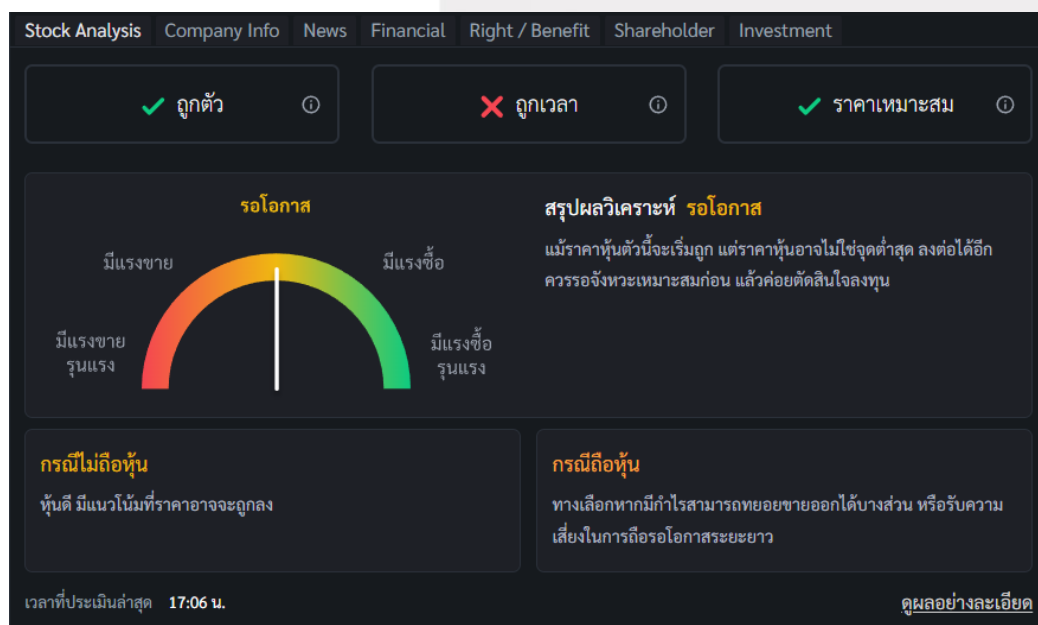 Stock Analysis Company Info News Financial Right / Benefit Shareholder Investment
ถูกตัว
ถูกเวลา
ราคาเหมาะสม
รอโอกาส
มีแรงขาย
มีแรงซื้อ
มีแรงขาย
รุนแรง
มีแรงซื้อ
รุนแรง
สรุปผลวิเคราะห์ รอโอกาส
แม้ราคาหุ้นตัวนี้จะเริ่มถูก แต่ราคาหุ้นอาจไม่ใช่จุดต่ำสุด ลงต่อได้อีก
ควรรอจังหวะเหมาะสมก่อน แล้วค่อยตัดสินใจลงทุน
กรณีไม่ถือหุ้น
หุ้นดี มีแนวโน้มที่ราคาอาจจะถูกลง
กรณีถือหุ้น
ทางเลือกหากมีกำไรสามารถทยอยขายออกได้บางส่วน หรือรับความ
เสี่ยงในการถือรอโอกาสระยะยาว
เวลาที่ประเมินล่าสุด 17:06 น.
ดูผลอย่างละเอียด